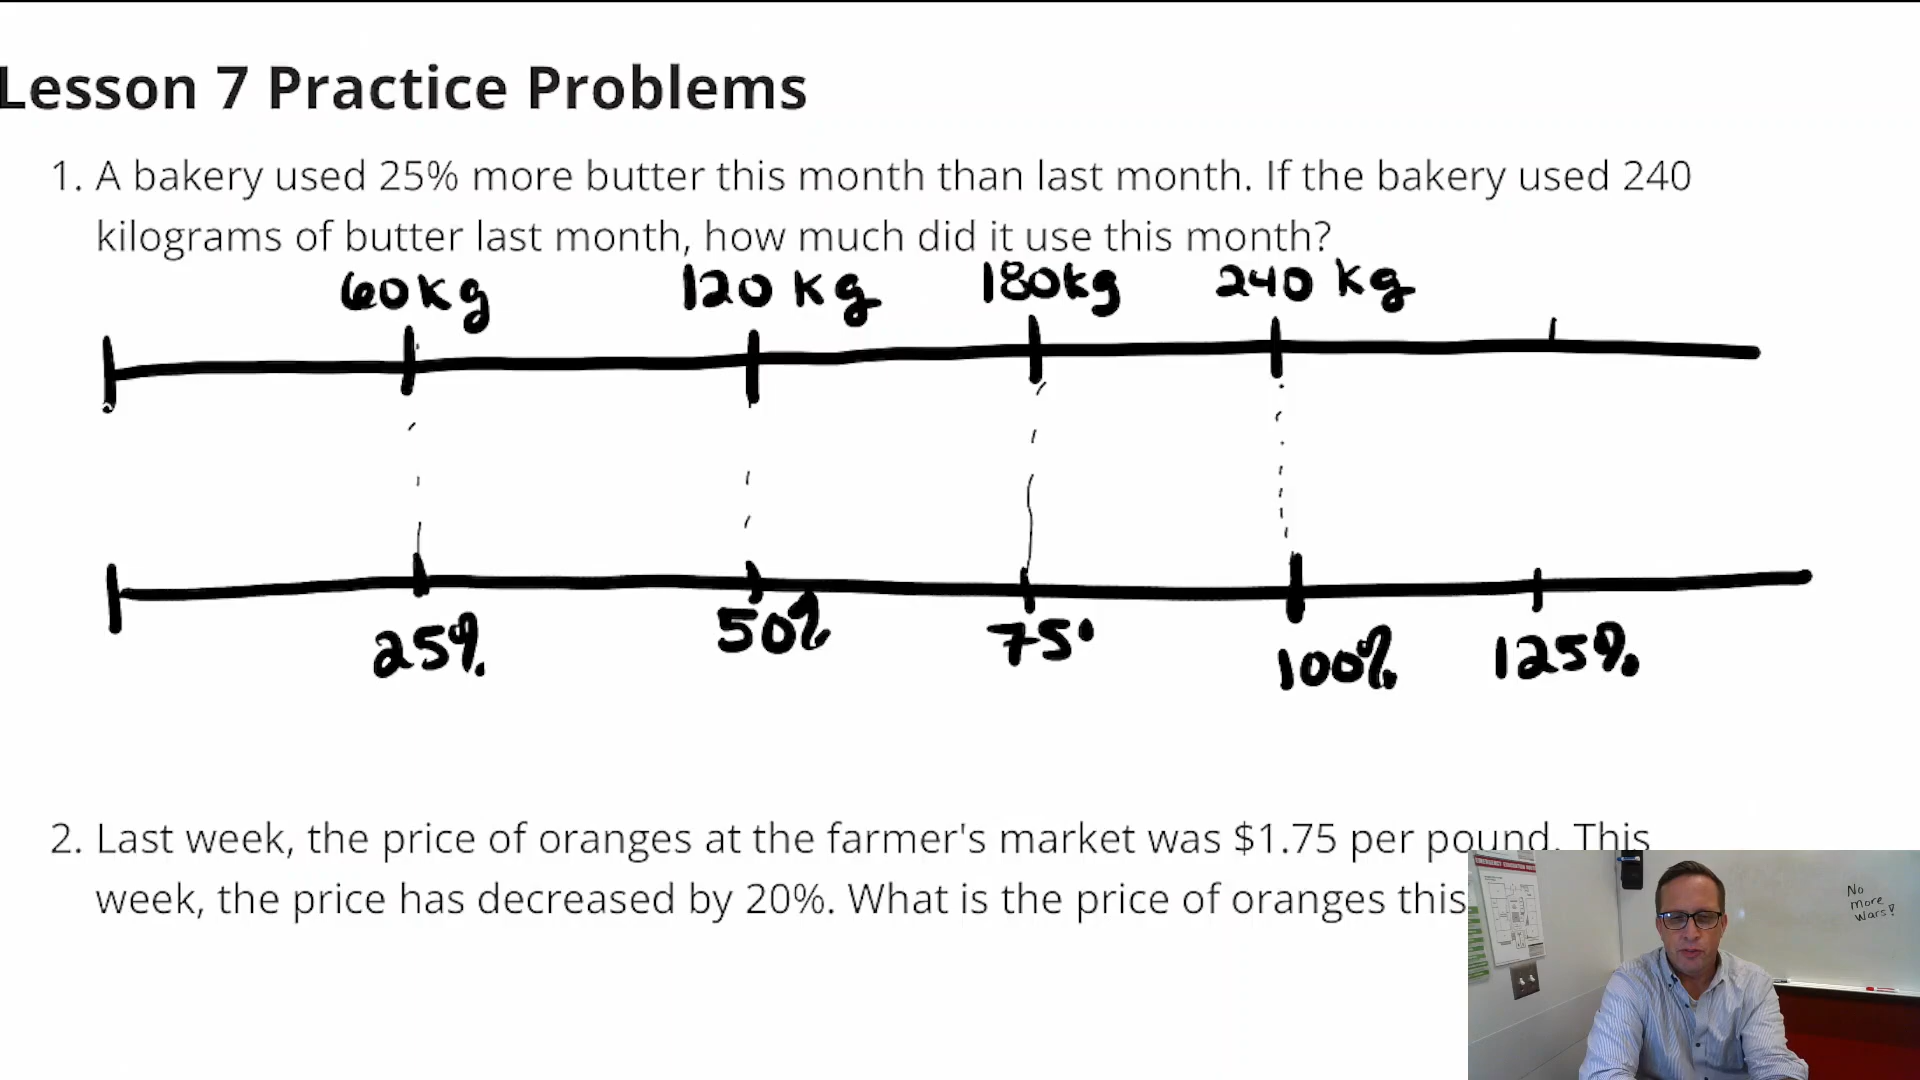 Lesson 7 Practice Problems
1. A bakery used 25% more butter this month than last month. If the bakery used 240
kilograms of butter last month, how much did it use this month?
60kg 120 kg 180kg 240 kg
25% 50% 75° 100% 125%
2. Last week, the price of oranges at the farmer's market was $1.75 per pound. This
week, the price has decreased by 20%. What is the price of oranges this
No
more
Wars!